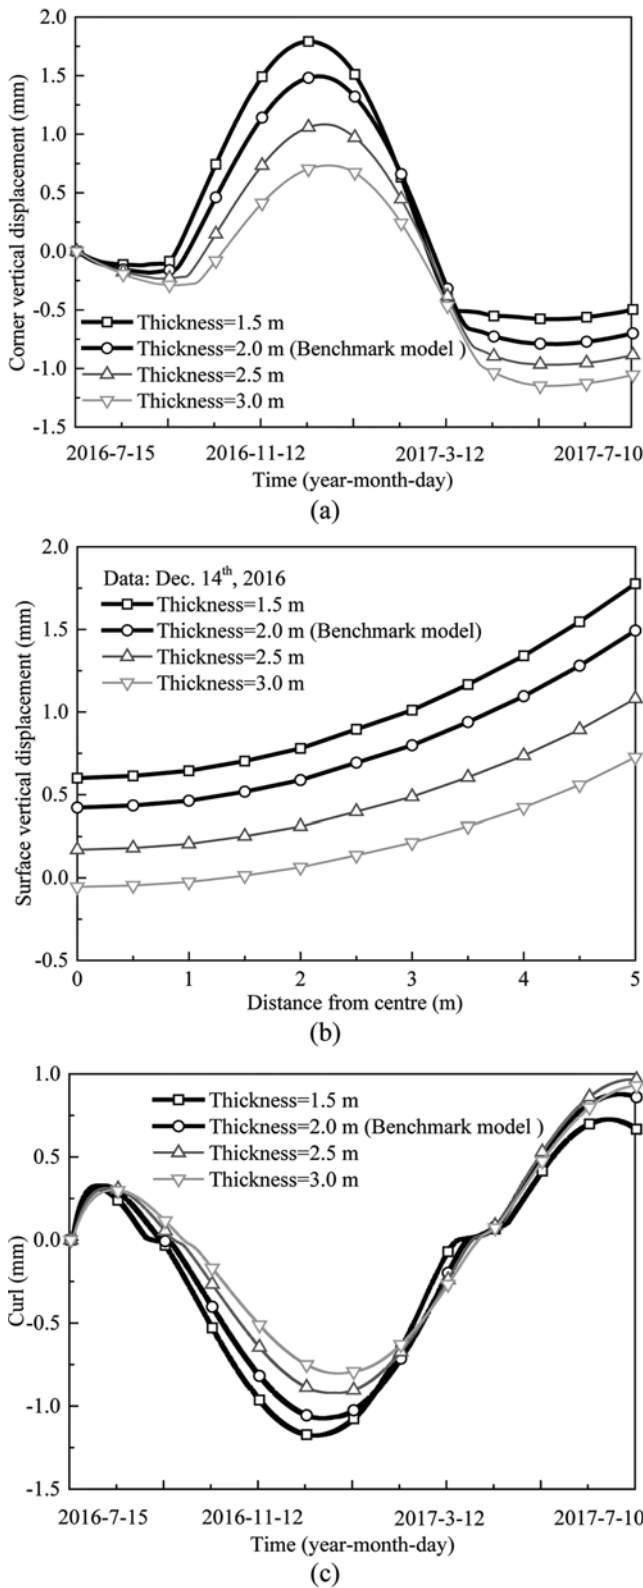 2.0
1.5
1.0
0.5
0.0
-0.5
-1.0
-1.5
Corner vertical displacement (mm)
Thickness=1.5 m
Thickness=2.0 m (Benchmark model )
Thickness=2.5 m
Thickness=3.0 m
2016-7-15 2016-11-12 2017-3-12 2017-7-10
Time (year-month-day)
(a)
2.0
1.5
1.0
0.5
0.0
-0.5
Surface vertical displacement (mm)
Data: Dec. 14th, 2016
Thickness=1.5 m
Thickness=2.0 m (Benchmark model)
Thickness=2.5 m
Thickness=3.0 m
0 1 2 3 4 5
Distance from centre (m)
(b)
1.0
0.5
0.0
-0.5
-1.0
-1.5
Curl (mm)
Thickness=1.5 m
Thickness=2.0 m (Benchmark model )
Thickness=2.5 m
Thickness=3.0 m
2016-7-15 2016-11-12 2017-3-12 2017-7-10
Time (year-month-day)
(c)